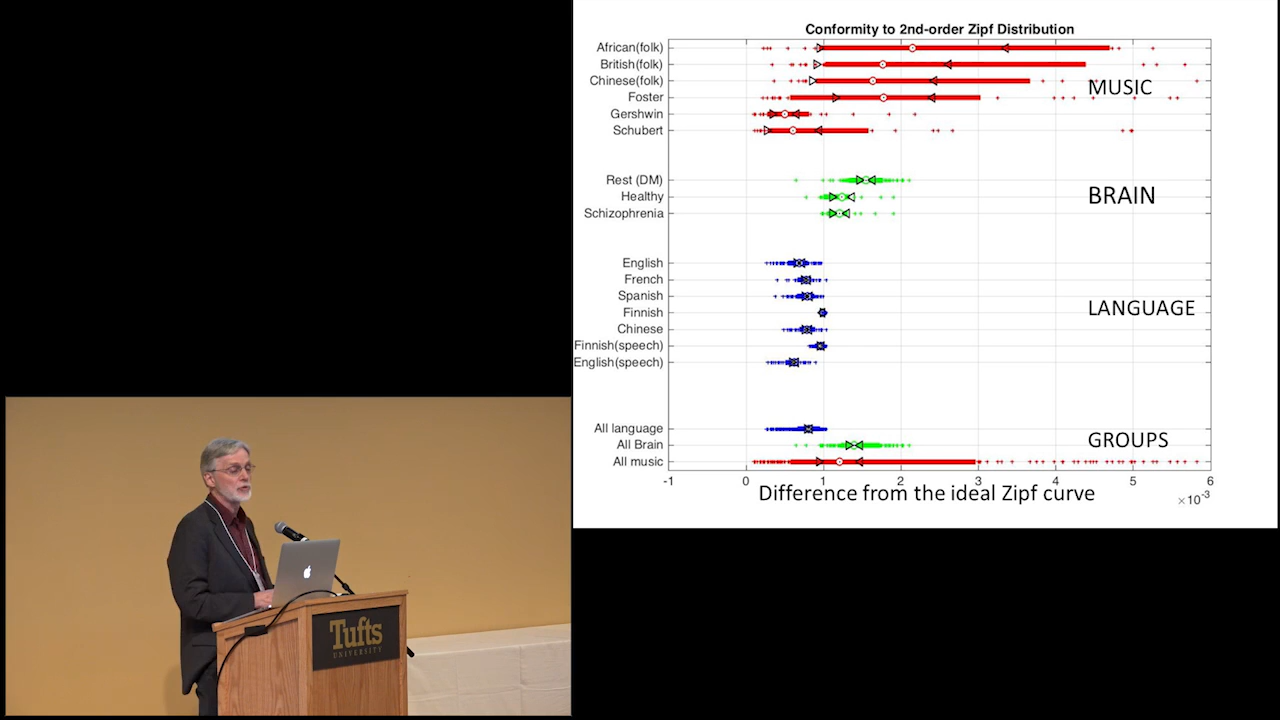 Conformity to 2nd-order Zipf Distribution
African(folk)
British(folk)
Chinese(folk)
Foster
Gershwin
Schubert
MUSIC
Rest (DM)
Healthy
Schizophrenia
BRAIN
English
French
Spanish
Finnish
Chinese
Finnish(speech)
English(speech)
LANGUAGE
All language
All Brain
All music
GROUPS
-1 0 1 2 3 4 5 6
×10-3
Difference from the ideal Zipf curve
Tufts
UNIVERSITY